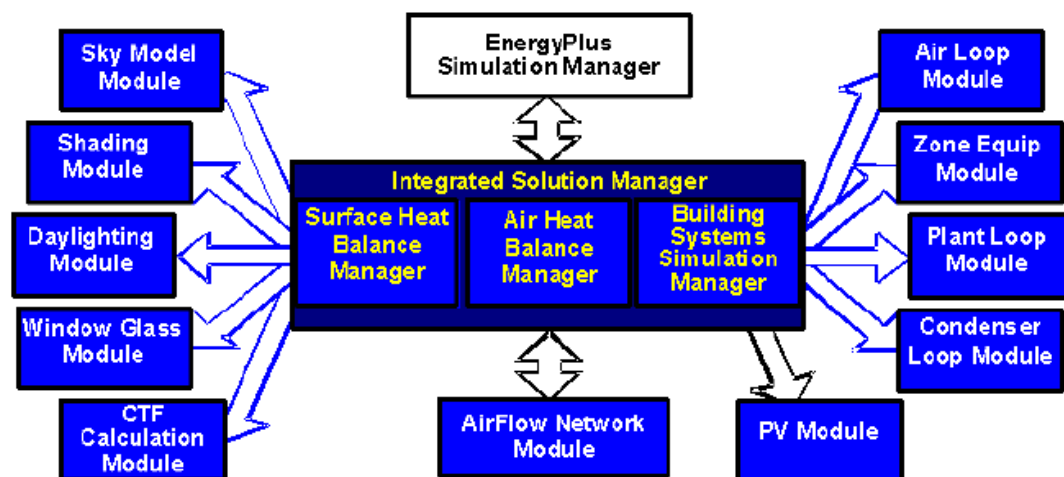 EnergyPlus
Simulation Manager
Sky Model
Module
Shading
Module
Daylighting
Module
Window Glass
Module
CTF
Calculation
Module
Integrated Solution Manager
Surface Heat
Balance
Manager
Air Heat
Balance
Manager
Building
Systems
Simulation
Manager
Air Loop
Module
Zone Equip
Module
Plant Loop
Module
Condenser
Loop Module
AirFlow Network
Module
PV Module